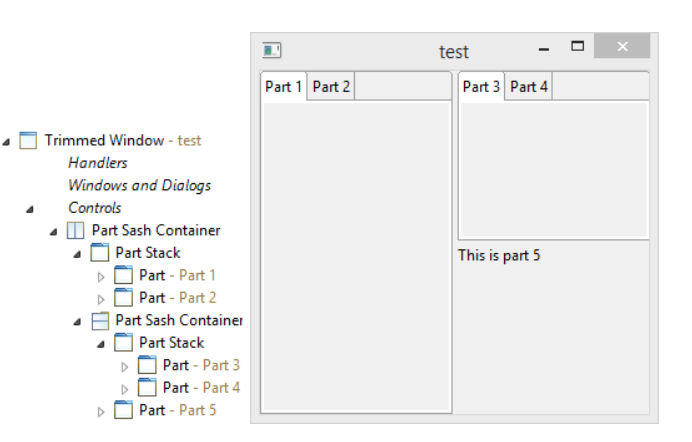 test
Part 1 Part 2
Part 3 Part 4
This is part 5
Trimmed Window - test
Handlers
Windows and Dialogs
Controls
Part Sash Container
Part Stack
Part - Part 1
Part - Part 2
Part Sash Container
Part Stack
Part - Part 3
Part - Part 4
Part - Part 5